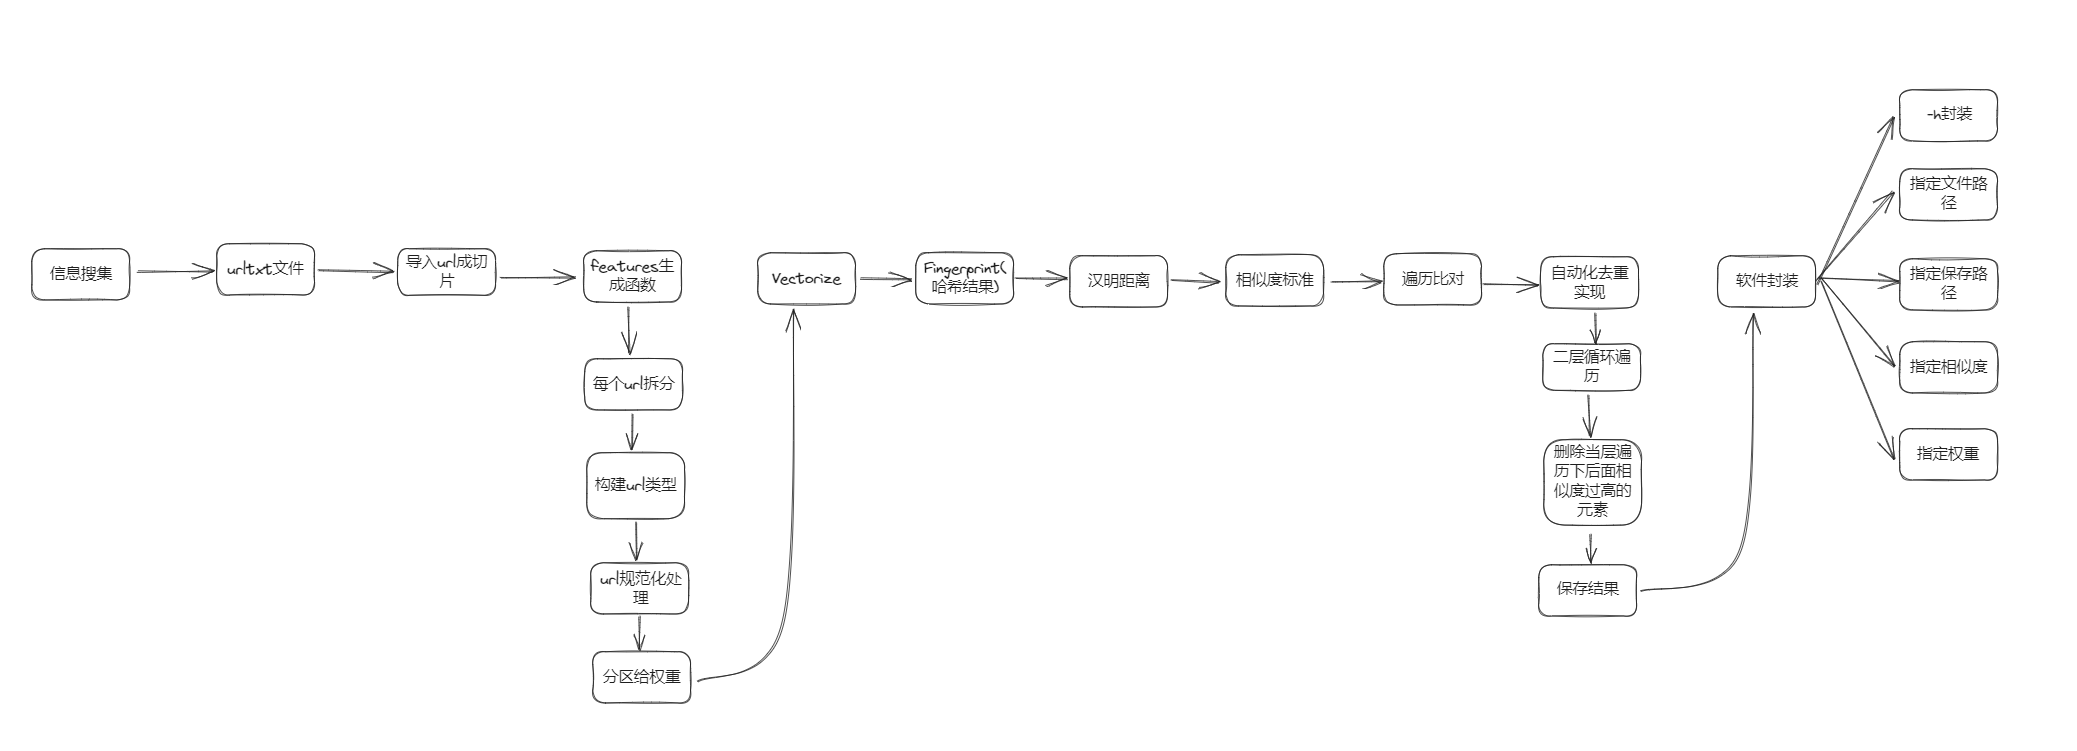 信息搜集
urltxt文件
导入url成切
片
features生
成函数
每个url拆分
构建url类型
url规范化处
理
分区给权重
Vectorize
Fingerprint(
哈希结果)
汉明距离
相似度标准
遍历比对
自动化去重
实现
二层循环遍
历
删除当层遍
历下后面相
似度过高的
元素
保存结果
软件封装
-h封装
指定文件路
径
指定保存路
径
指定相似度
指定权重